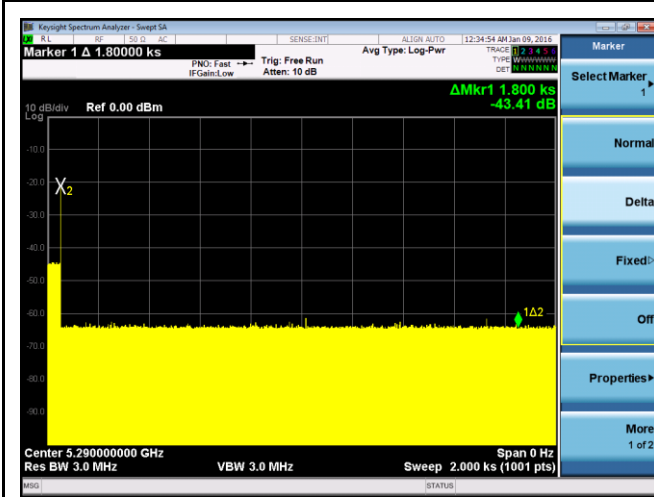 Keysight Spectrum Analyzer - Swept SA
LXI RL RF 50 Ω AC SENSE:INT ALIGN AUTO 12:34:54 AM Jan 09, 2016
Marker 1 Δ 1.80000 ks
PNO: Fast
IFGain:Low
Trig: Free Run
Atten: 10 dB
Avg Type: Log-Pwr
TRACE 1 2 3 4 5 6
TYPE WWWWWW
DET N N N N N N
ΔMkr1 1.800 ks
-43.41 dB
10 dB/div Ref 0.00 dBm
Log
-10.0
-20.0
-30.0
-40.0
-50.0
-60.0
-70.0
-80.0
-90.0
X2
1Δ2
Center 5.290000000 GHz
Span 0 Hz
Res BW 3.0 MHz
VBW 3.0 MHz
Sweep 2.000 ks (1001 pts)
MSG
STATUS
Marker
Select Marker
1
Normal
Delta
Fixed
Off
Properties
More
1 of 2